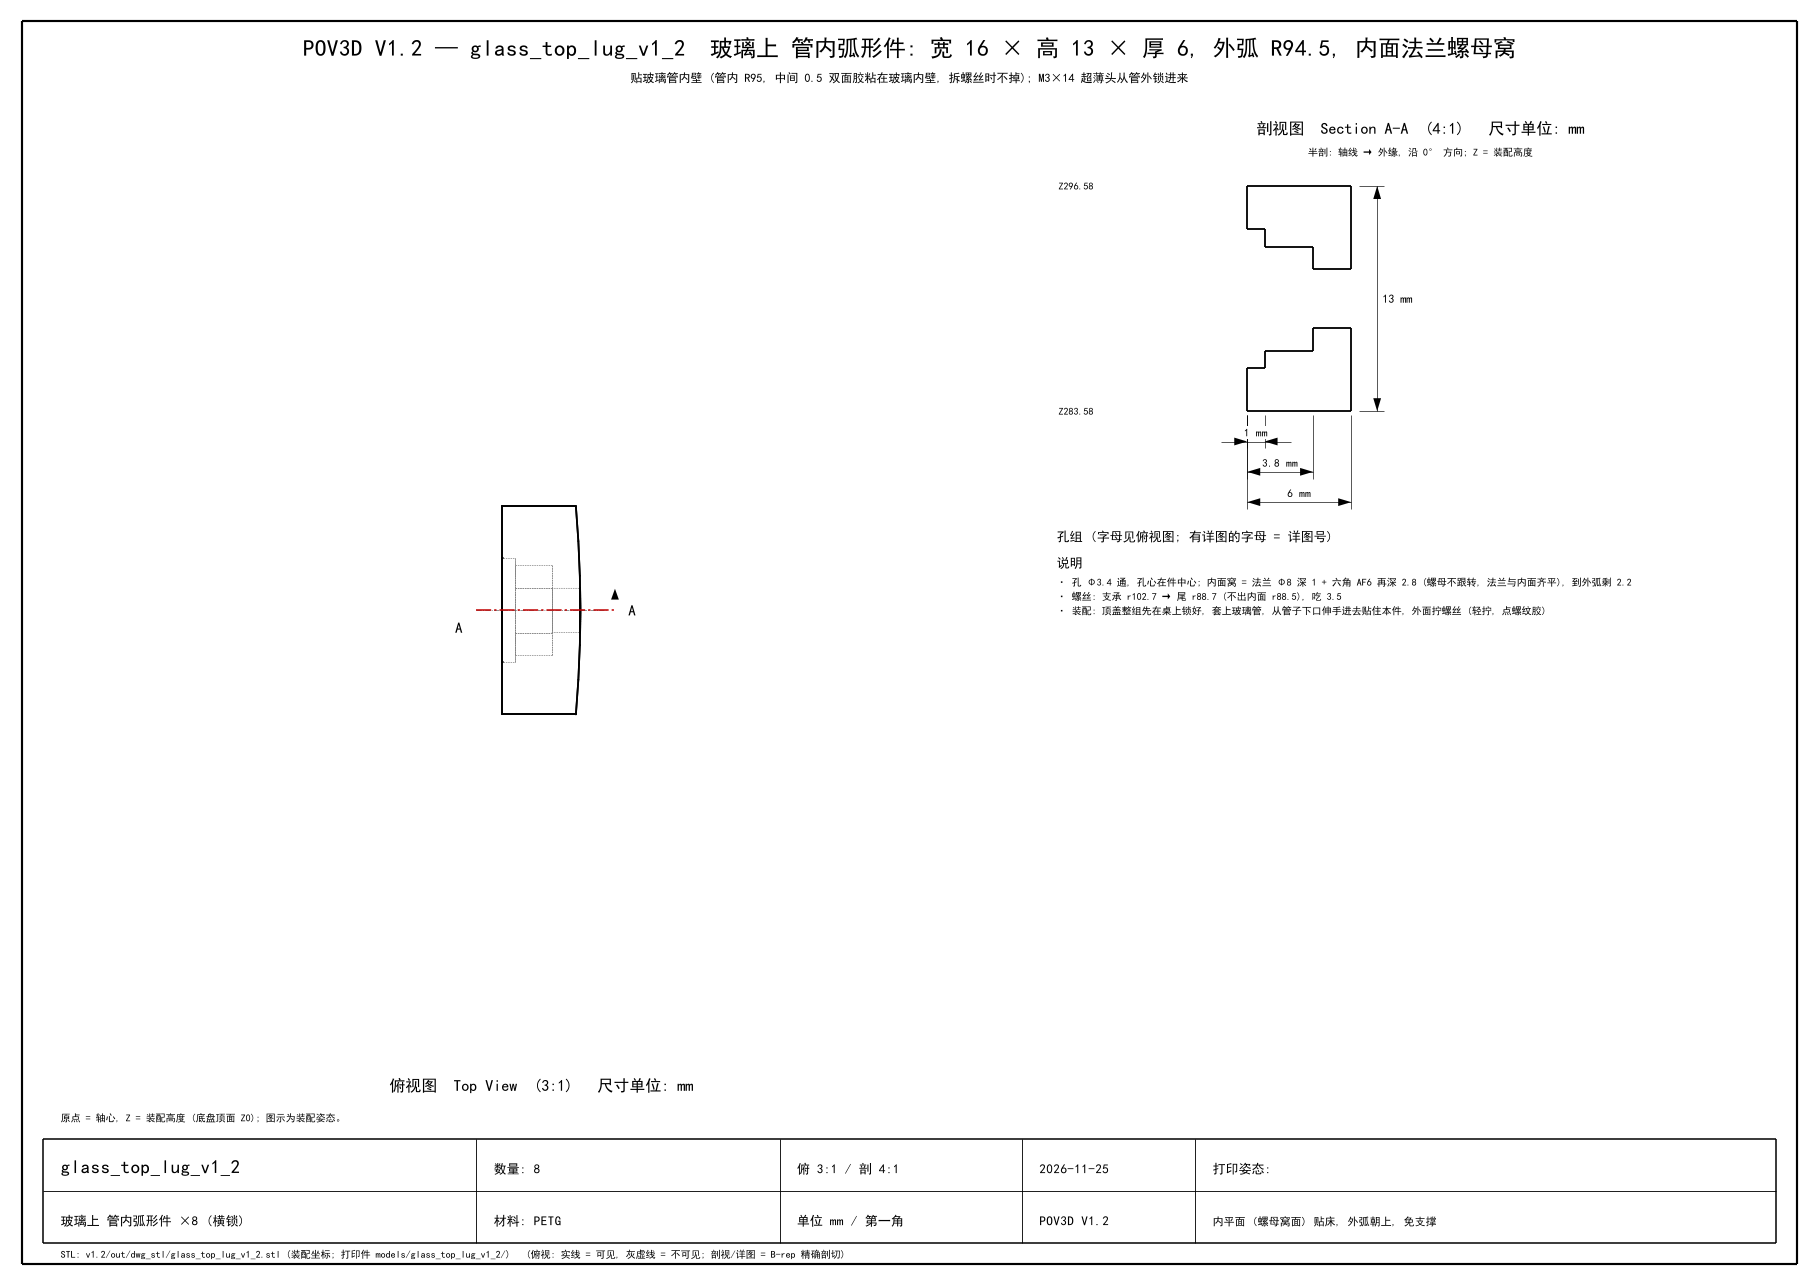 POV3D V1.2 — glass_top_lug_v1_2  玻璃上 管内弧形件: 宽 16 × 高 13 × 厚 6, 外弧 R94.5, 内面法兰螺母窝
贴玻璃管内壁 (管内 R95, 中间 0.5 双面胶粘在玻璃内壁, 拆螺丝时不掉); M3×14 超薄头从管外锁进来
剖视图  Section A-A  (4:1)  尺寸单位: mm
半剖: 轴线 → 外缘, 沿 0° 方向; Z = 装配高度
Z296.58
13 mm
Z283.58
1 mm
3.8 mm
6 mm
孔组 (字母见俯视图; 有详图的字母 = 详图号)
说明
· 孔 Φ3.4 通, 孔心在件中心; 内面窝 = 法兰 Φ8 深 1 + 六角 AF6 再深 2.8 (螺母不跟转, 法兰与内面齐平), 到外弧剩 2.2
· 螺丝: 支承 r102.7 → 尾 r88.7 (不出内面 r88.5), 吃 3.5
· 装配: 顶盖整组先在桌上锁好, 套上玻璃管, 从管子下口伸手进去贴住本件, 外面拧螺丝 (轻拧, 点螺纹胶)
A
A
俯视图  Top View  (3:1)  尺寸单位: mm
原点 = 轴心, Z = 装配高度 (底盘顶面 Z0); 图示为装配姿态。
glass_top_lug_v1_2
数量: 8
俯 3:1 / 剖 4:1
2026-11-25
打印姿态:
玻璃上 管内弧形件 ×8 (横锁)
材料: PETG
单位 mm / 第一角
POV3D V1.2
内平面 (螺母窝面) 贴床, 外弧朝上, 免支撑
STL: v1.2/out/dwg_stl/glass_top_lug_v1_2.stl (装配坐标; 打印件 models/glass_top_lug_v1_2/)  (俯视: 实线 = 可见, 灰虚线 = 不可见; 剖视/详图 = B-rep 精确剖切)